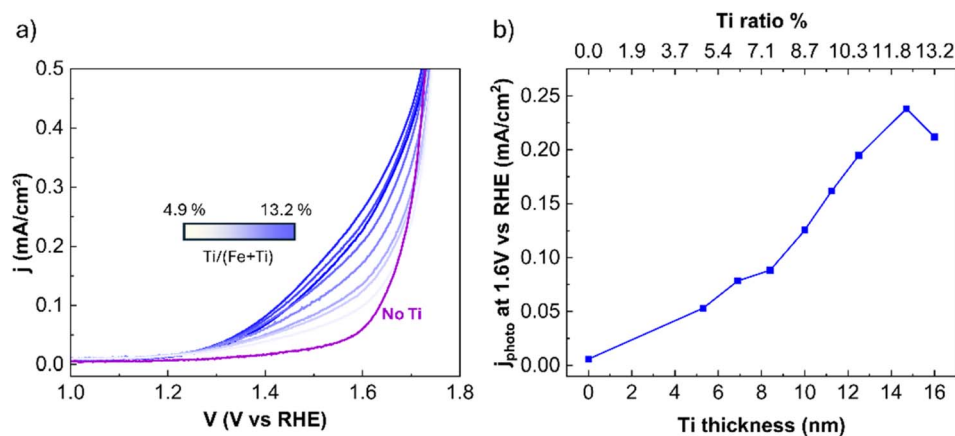 a)
0.5
0.4
0.3
0.2
0.1
0.0
j (mA/cm²)
4.9 % 13.2 %
Ti/(Fe+Ti)
No Ti
1.0 1.2 1.4 1.6 1.8
V (V vs RHE)
b)
Ti ratio %
0.0 1.9 3.7 5.4 7.1 8.7 10.3 11.8 13.2
0.25
0.20
0.15
0.10
0.05
0.00
jphoto at 1.6V vs RHE (mA/cm²)
0 2 4 6 8 10 12 14 16
Ti thickness (nm)